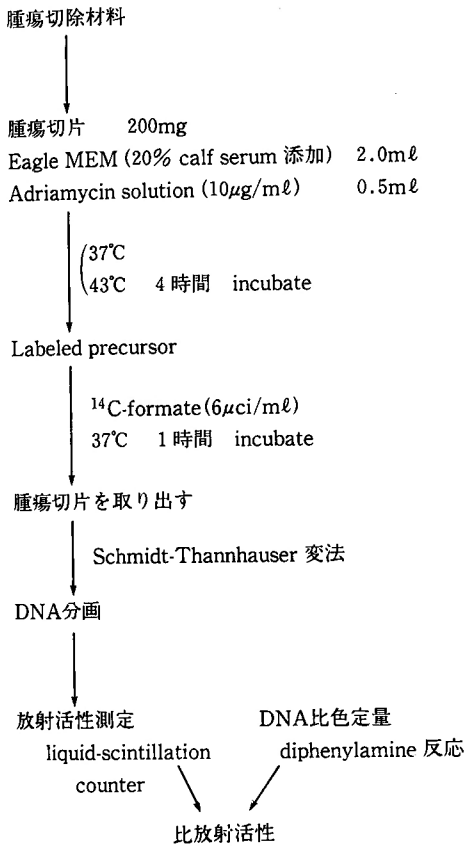 腫瘍切除材料
腫瘍切片 200mg
Eagle MEM (20% calf serum 添加) 2.0mℓ
Adriamycin solution (10μg/mℓ) 0.5mℓ
37℃
43℃ 4時間 incubate
Labeled precursor
¹⁴C-formate (6μci/mℓ)
37℃ 1時間 incubate
腫瘍切片を取り出す
Schmidt-Thannhauser 変法
DNA分画
放射活性測定 DNA比色定量
liquid-scintillation diphenylamine 反応
counter
比放射活性